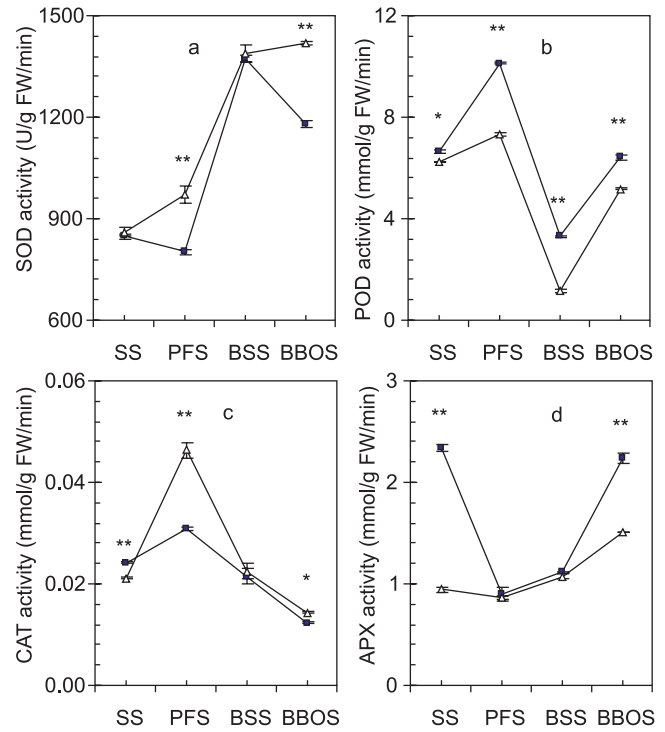 1500
1200
900
600
SOD activity (U/g FW/min)
a
**
**
SS PFS BSS BBOS
12
8
4
0
POD activity (mmol/g FW/min)
b
*
**
**
**
SS PFS BSS BBOS
0.06
0.04
0.02
0.00
CAT activity (mmol/g FW/min)
c
**
**
*
SS PFS BSS BBOS
3
2
1
0
APX activity (mmol/g FW/min)
d
**
**
SS PFS BSS BBOS